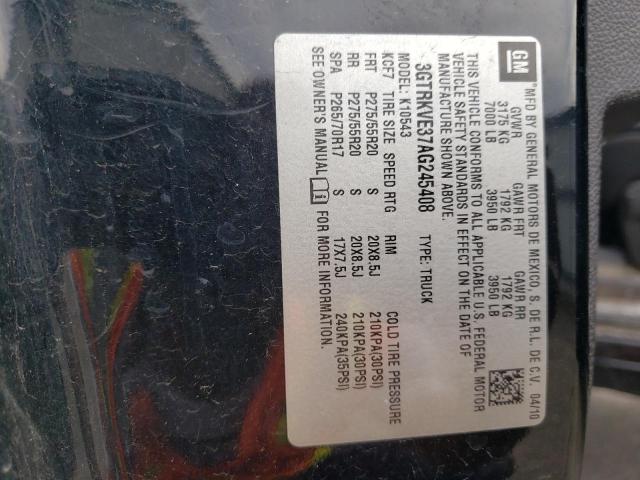 GM
MFD BY GENERAL MOTORS DE MEXICO, S. DE R.L. DE C.V. 04/10
GVWR GAWR FRT GAWR RR
3175 KG 1792 KG 1792 KG
7000 LB 3950 LB 3950 LB
THIS VEHICLE CONFORMS TO ALL APPLICABLE U.S. FEDERAL MOTOR
VEHICLE SAFETY STANDARDS IN EFFECT ON THE DATE OF
MANUFACTURE SHOWN ABOVE.
3GTRKVE37AG245408 TYPE: TRUCK
MODEL: K10543
KCF7 TIRE SIZE SPEED RTG RIM COLD TIRE PRESSURE
FRT P275/55R20 S 20X8.5J 210KPA(30PSI)
RR P275/55R20 S 20X8.5J 210KPA(30PSI)
SPA P265/70R17 S 17X7.5J 240KPA(35PSI)
SEE OWNER'S MANUAL FOR MORE INFORMATION.